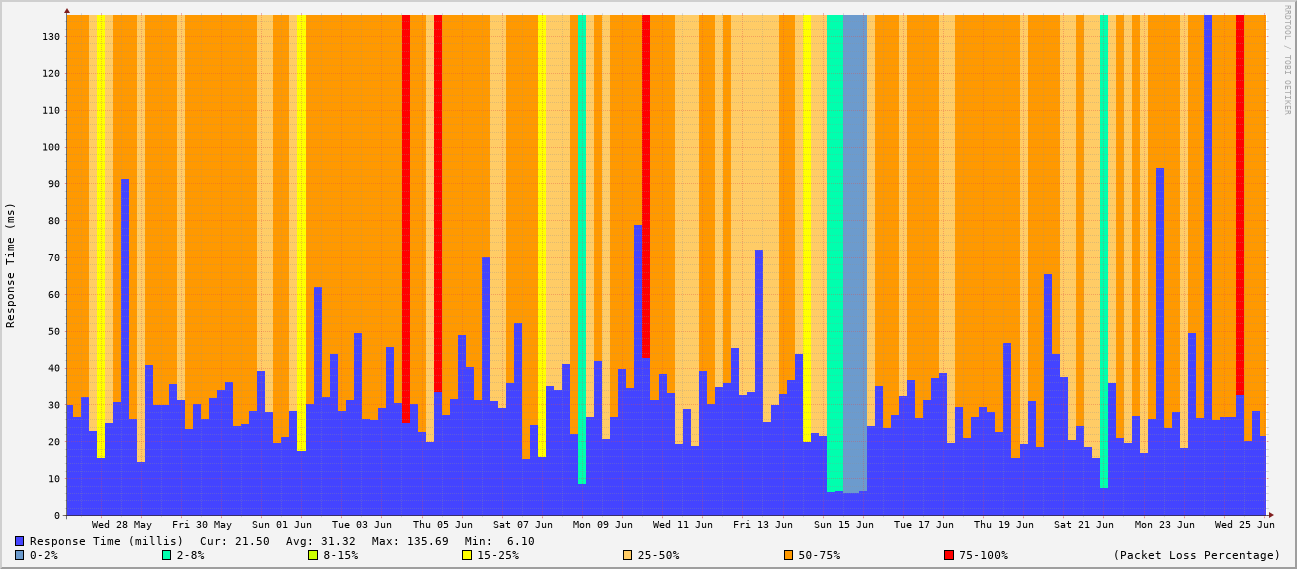 RRDTOOL / TOBI OETIKER
Response Time (ms)
130
120
110
100
90
80
70
60
50
40
30
20
10
0
Wed 28 May Fri 30 May Sun 01 Jun Tue 03 Jun Thu 05 Jun Sat 07 Jun Mon 09 Jun Wed 11 Jun Fri 13 Jun Sun 15 Jun Tue 17 Jun Thu 19 Jun Sat 21 Jun Mon 23 Jun Wed 25 Jun
Response Time (millis) Cur: 21.50 Avg: 31.32 Max: 135.69 Min: 6.10
0-2% 2-8% 8-15% 15-25% 25-50% 50-75% 75-100% (Packet Loss Percentage)